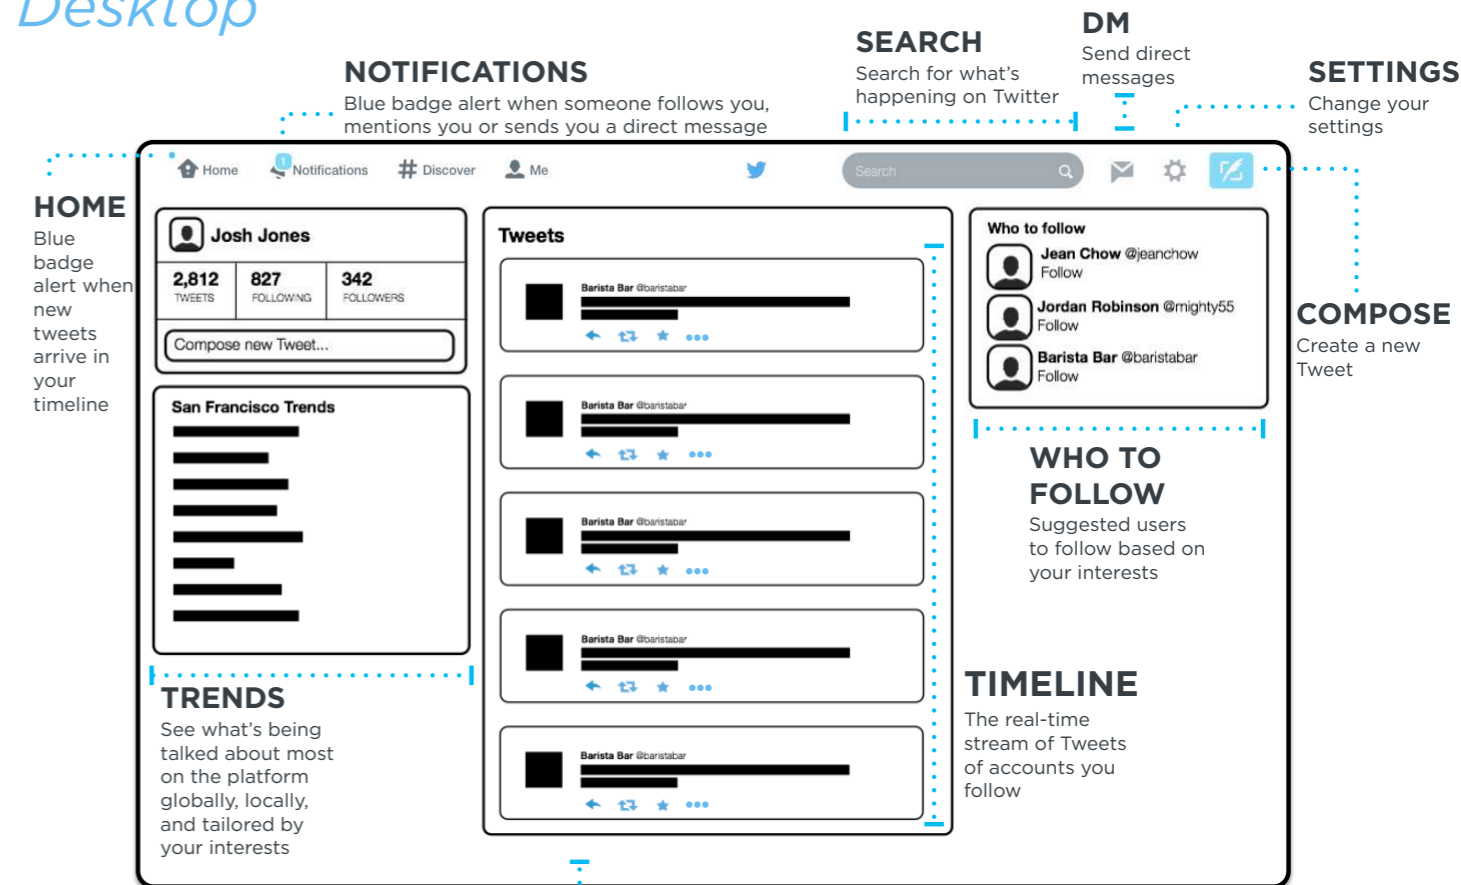 Desktop
NOTIFICATIONS
Blue badge alert when someone follows you,
mentions you or sends you a direct message
SEARCH
Search for what's
happening on Twitter
DM
Send direct
messages
SETTINGS
Change your
settings
HOME
Blue
badge
alert when
new
tweets
arrive in
your
timeline
Home
1
Notifications
Discover
Me
Search
COMPOSE
Create a new
Tweet
Josh Jones
2,812
TWEETS
827
FOLLOWING
342
FOLLOWERS
Compose new Tweet...
San Francisco Trends
TRENDS
See what's being
talked about most
on the platform
globally, locally,
and tailored by
your interests
Tweets
Barista Bar @baristabar
Barista Bar @baristabar
Barista Bar @baristabar
Barista Bar @baristabar
Barista Bar @baristabar
Who to follow
Jean Chow @jeanchow
Follow
Jordan Robinson @mighty55
Follow
Barista Bar @baristabar
Follow
WHO TO
FOLLOW
Suggested users
to follow based on
your interests
TIMELINE
The real-time
stream of Tweets
of accounts you
follow